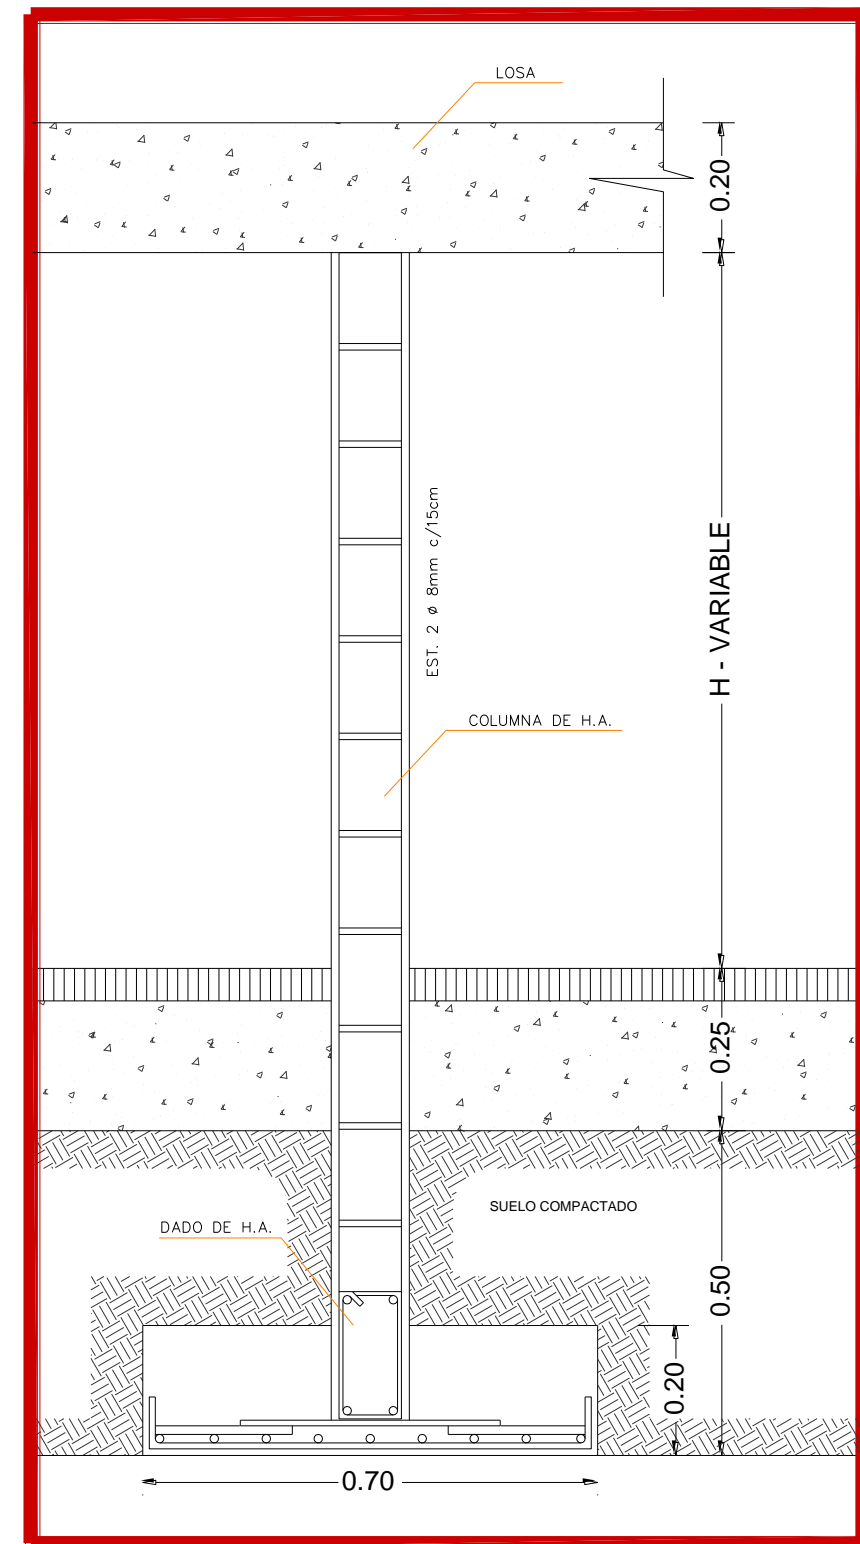 LOSA
0.20
EST. 2 ø 8mm c/15cm
H - VARIABLE
COLUMNA DE H.A.
0.25
SUELO COMPACTADO
DADO DE H.A.
0.50
0.20
0.70